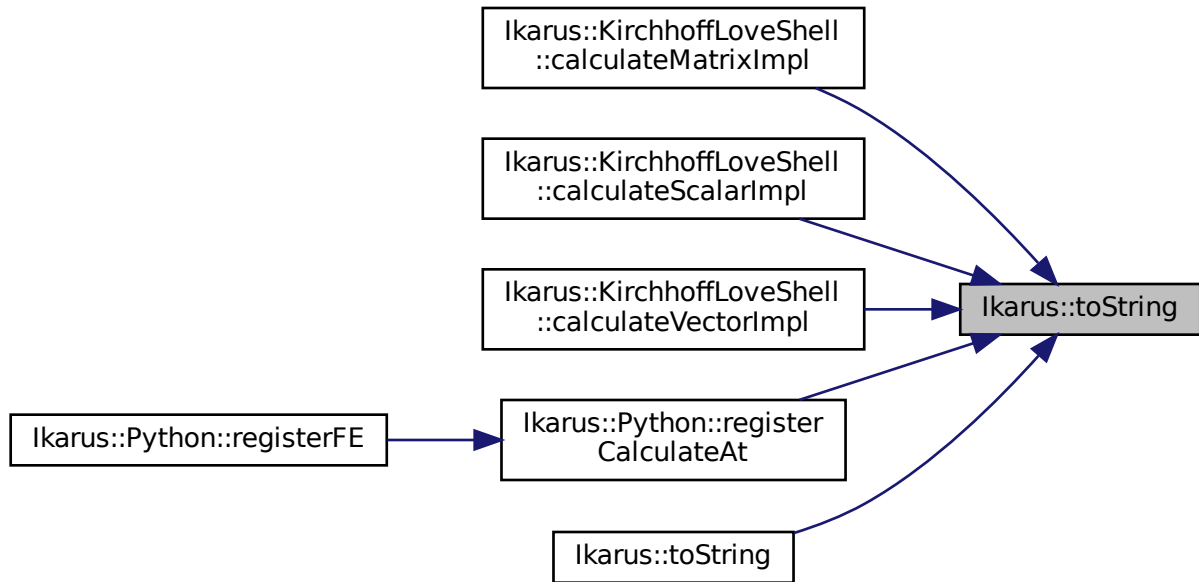 Ikarus::KirchhoffLoveShell
::calculateMatrixImpl
Ikarus::KirchhoffLoveShell
::calculateScalarImpl
Ikarus::KirchhoffLoveShell
::calculateVectorImpl
Ikarus::toString
Ikarus::Python::registerFE
Ikarus::Python::register
CalculateAt
Ikarus::toString